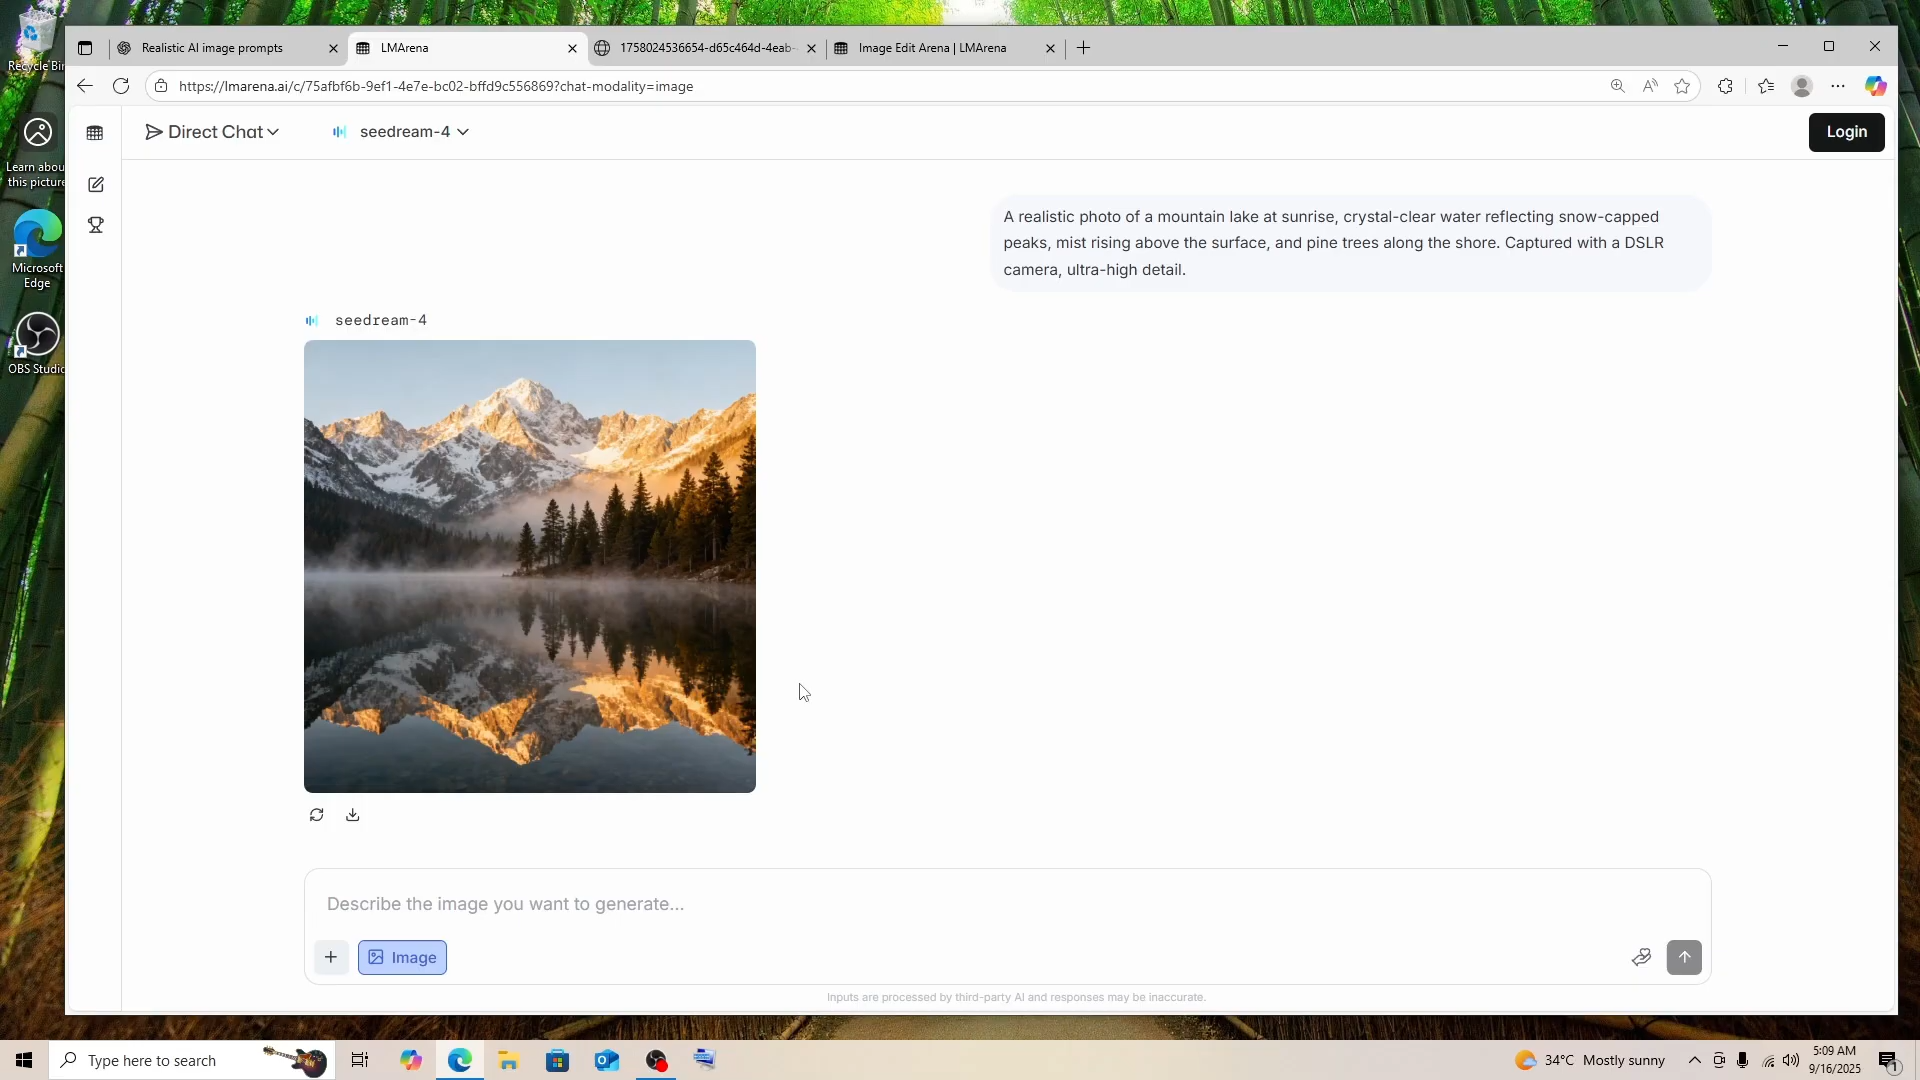 Recycle Bin
Learn abou
this picture
Microsoft
Edge
OBS Studio
Realistic AI image prompts
LMArena
1758024536654-d65c464d-4eab-
Image Edit Arena | LMArena
https://lmarena.ai/c/75afbf6b-9ef1-4e7e-bc02-bffd9c556869?chat-modality=image
Direct Chat
seedream-4
Login
A realistic photo of a mountain lake at sunrise, crystal-clear water reflecting snow-capped
peaks, mist rising above the surface, and pine trees along the shore. Captured with a DSLR
camera, ultra-high detail.
seedream-4
Describe the image you want to generate...
Image
Inputs are processed by third-party AI and responses may be inaccurate.
Type here to search
34°C Mostly sunny
5:09 AM
9/16/2025
1